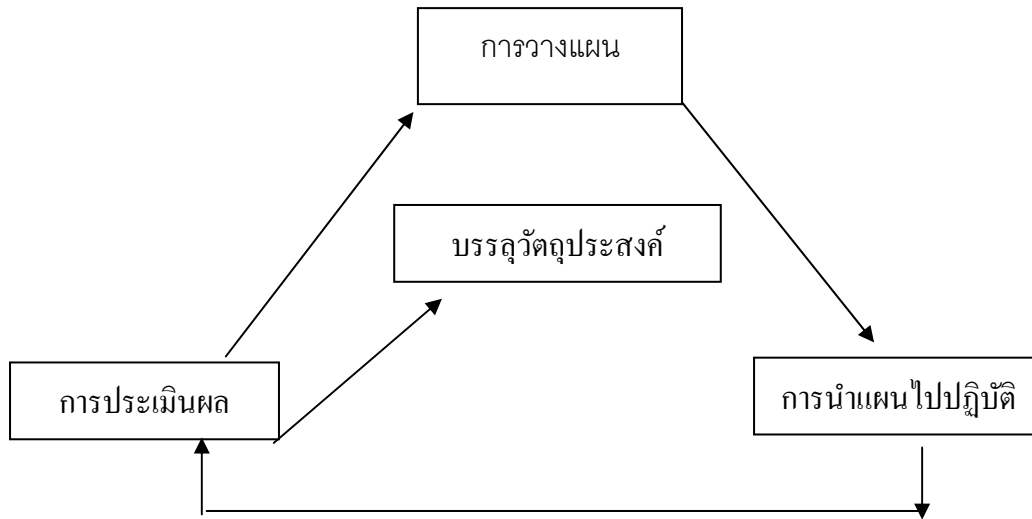 การวางแผน
บรรลุวัตถุประสงค์
การประเมินผล
การนำแผนไปปฏิบัติ